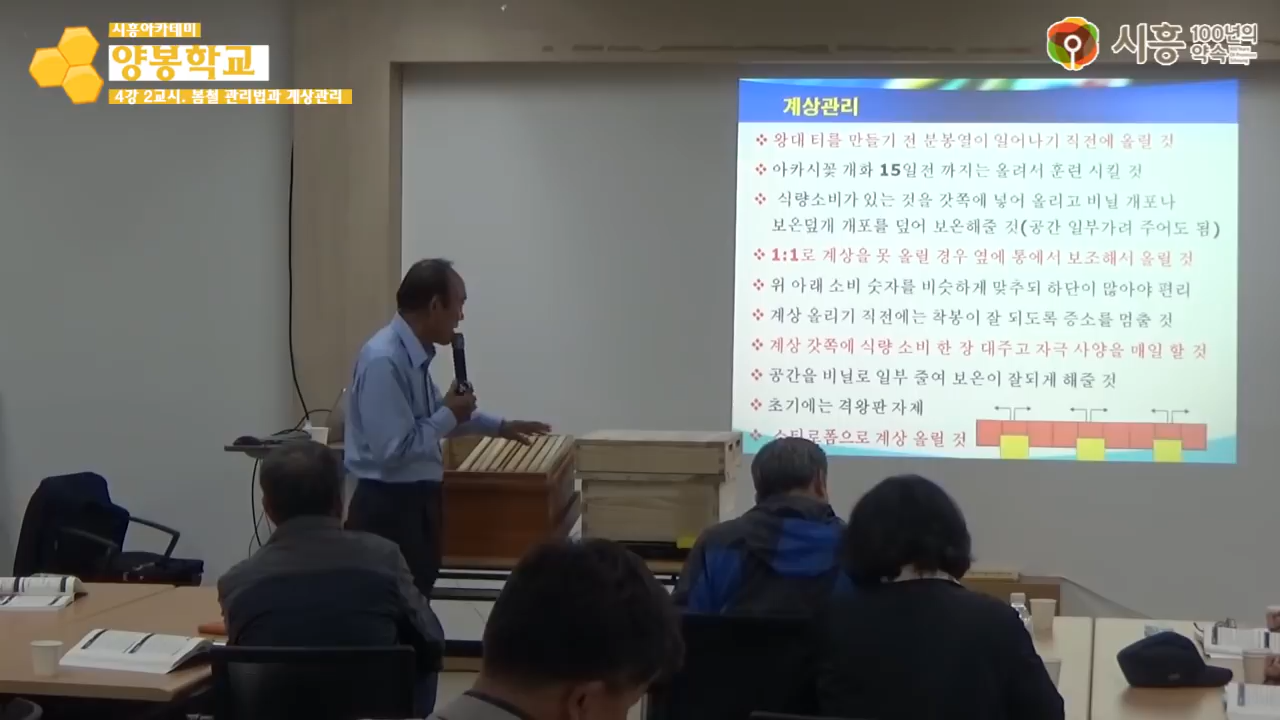 시흥아카데미
양봉학교
4강 2교시. 봄철 관리법과 계상관리
시흥 100년의
약속
계상관리
❖ 왕대 티를 만들기 전 분봉열이 일어나기 직전에 올릴 것
❖ 아카시꽃 개화 15일전 까지는 올려서 훈련 시킬 것
❖ 식량소비가 있는 것을 갓쪽에 넣어 올리고 비닐 개포나
보온덮개 개포를 덮어 보온해줄 것(공간 일부가려 주어도 됨)
❖ 1:1로 계상을 못 올릴 경우 옆에 통에서 보조해서 올릴 것
❖ 위 아래 소비 숫자를 비슷하게 맞추되 하단이 많아야 편리
❖ 계상 올리기 직전에는 착봉이 잘 되도록 증소를 멈출 것
❖ 계상 갓쪽에 식량 소비 한 장 대주고 자극 사양을 매일 할 것
❖ 공간을 비닐로 일부 줄여 보온이 잘되게 해줄 것
❖ 초기에는 격왕판 자제
❖ 스티로폼으로 계상 올릴 것